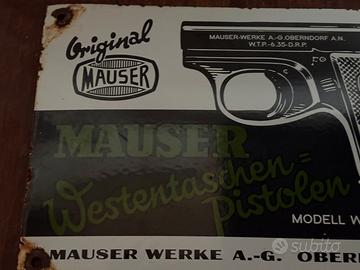 Original
MAUSER
MAUSER-WERKE A.-G. OBERNDORF A.N.
W.T.P.-6,35-D.R.P.
MAUSER
Westentaschen=
Pistolen
MODELL W
MAUSER WERKE A.-G. OBER
subito